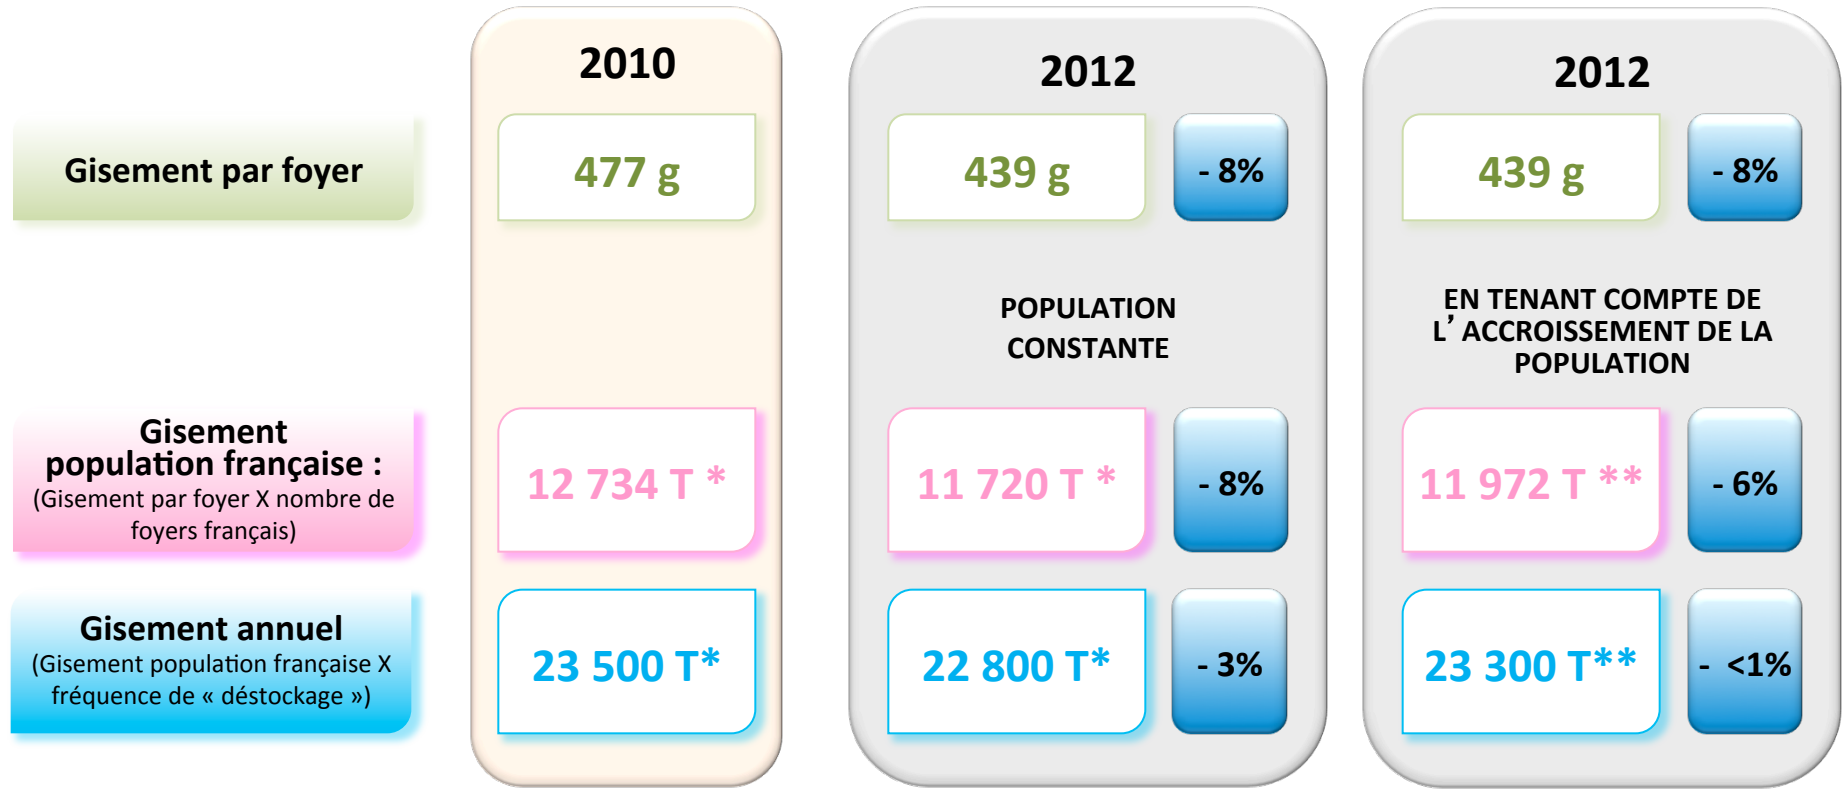 2010
2012
2012
Gisement par foyer
477 g
439 g
- 8%
439 g
- 8%
POPULATION
CONSTANTE
EN TENANT COMPTE DE
L’ ACCROISSEMENT DE LA
POPULATION
Gisement
population française :
(Gisement par foyer X nombre de
foyers français)
12 734 T *
11 720 T *
- 8%
11 972 T **
- 6%
Gisement annuel
(Gisement population française X
fréquence de « déstockage »)
23 500 T*
22 800 T*
- 3%
23 300 T**
- <1%